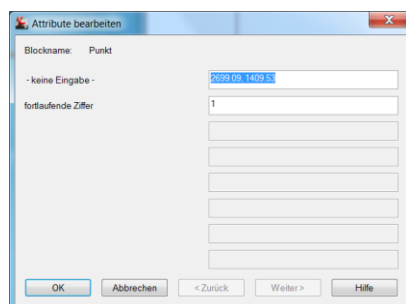 Attribute bearbeiten
Blockname: Punkt
- keine Eingabe - 2699.09, 1409.53
fortlaufende Ziffer 1
OK Abbrechen < Zurück Weiter > Hilfe